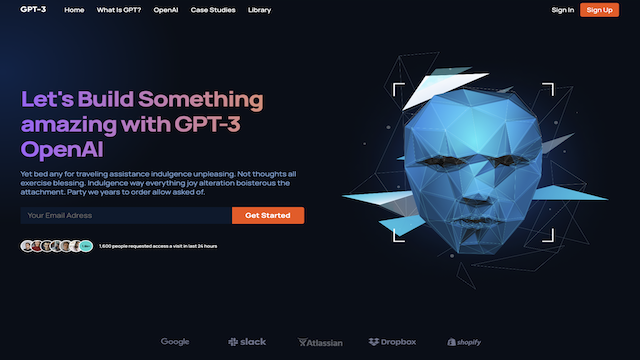 GPT-3 Home What Is GPT? OpenAI Case Studies Library Sign In Sign Up
Let's Build Something
amazing with GPT-3
OpenAI
Yet bed any for traveling assistance indulgence unpleasing. Not thoughts all
exercise blessing. Indulgence way everything joy alteration boisterous the
attachment. Party we years to order allow asked of.
Your Email Adress Get Started
1,600 people requested access a visit in last 24 hours
Google slack Atlassian Dropbox shopify